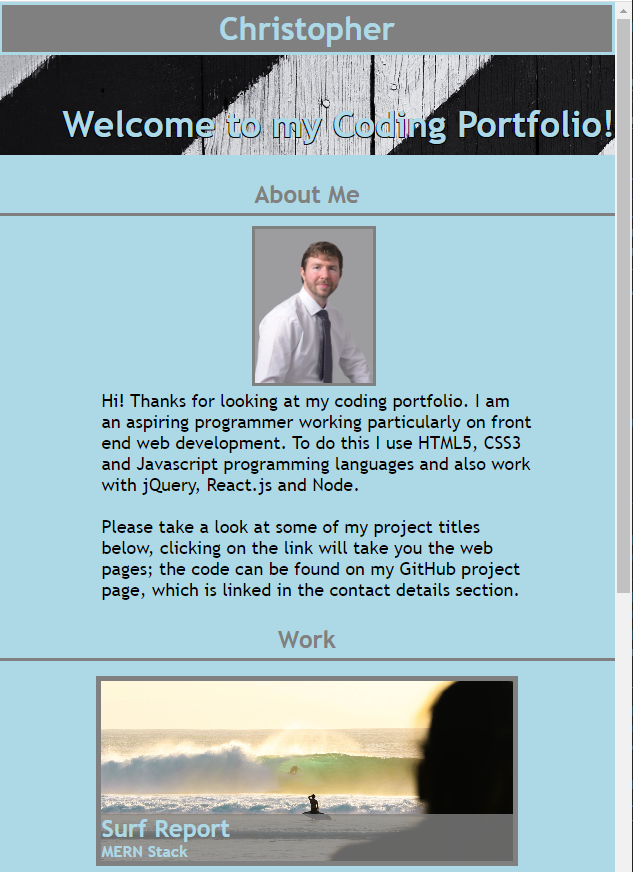 Christopher
Welcome to my Coding Portfolio!
About Me
Hi! Thanks for looking at my coding portfolio. I am
an aspiring programmer working particularly on front
end web development. To do this I use HTML5, CSS3
and Javascript programming languages and also work
with jQuery, React.js and Node.
Please take a look at some of my project titles
below, clicking on the link will take you the web
pages; the code can be found on my GitHub project
page, which is linked in the contact details section.
Work
Surf Report
MERN Stack